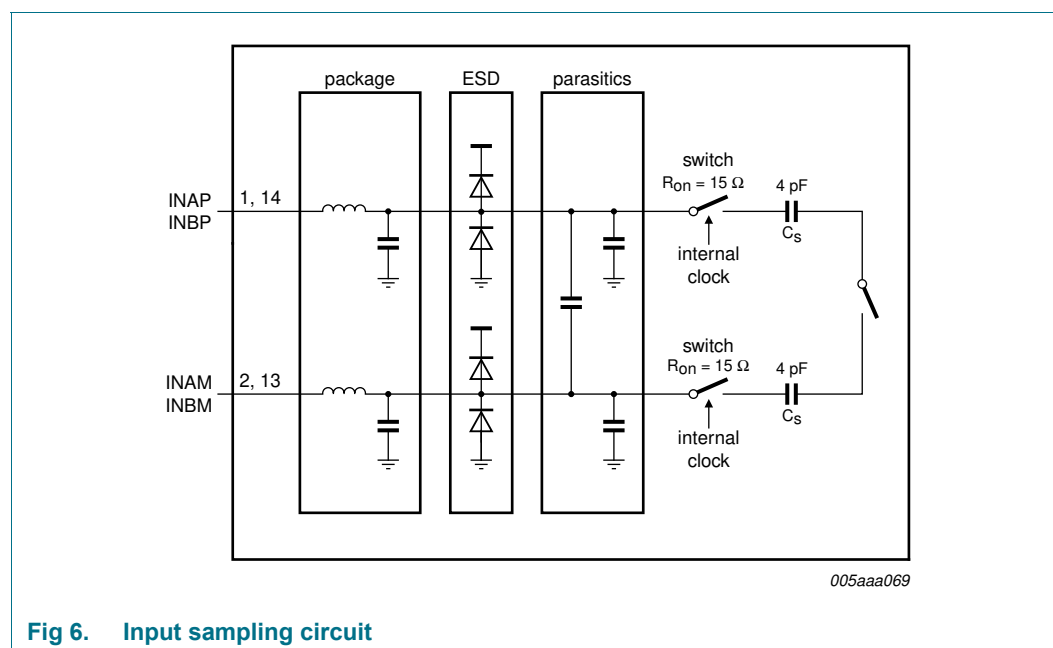 package
ESD
parasitics
switch
Ron = 15 Ω
4 pF
INAP
INBP
1, 14
CS
internal
clock
switch
Ron = 15 Ω
4 pF
INAM
INBM
2, 13
CS
internal
clock
005aaa069
Fig 6. Input sampling circuit